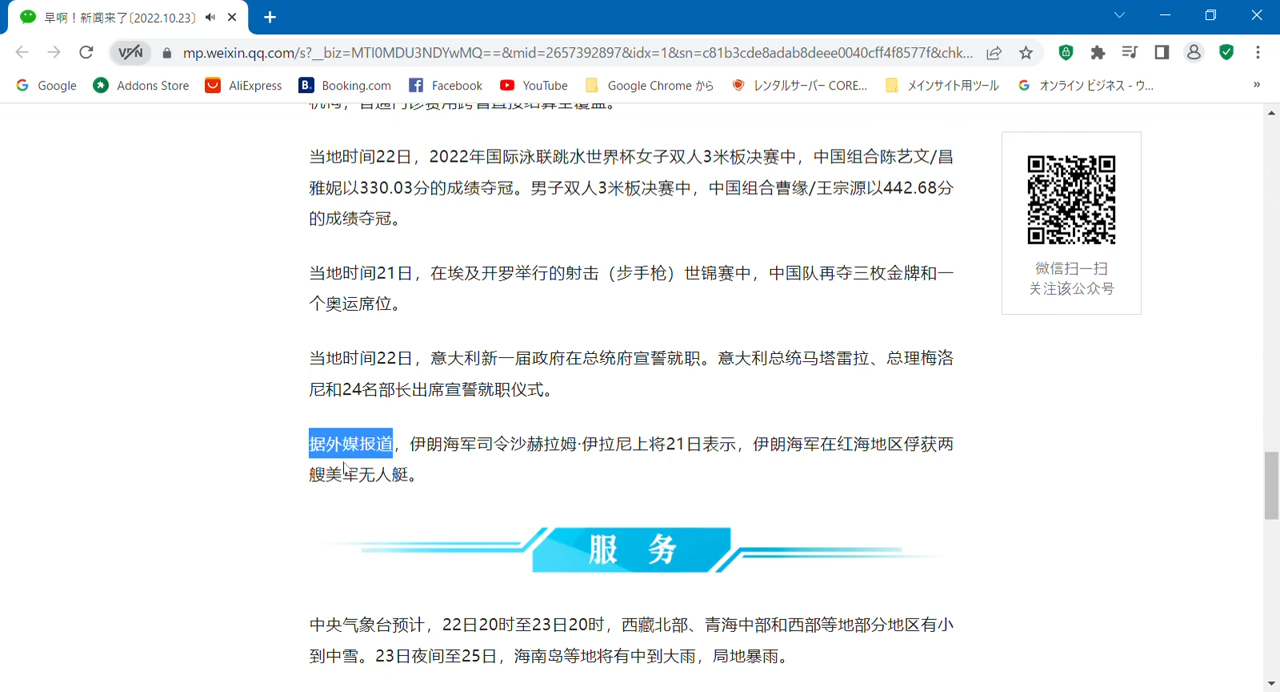 早啊！新闻来了〔2022.10.23〕
VPN
mp.weixin.qq.com/s?__biz=MTI0MDU3NDYwMQ==&mid=2657392897&idx=1&sn=c81b3cde8adab8deee0040cff4f8577f&chk...
Google
Addons Store
AliExpress
Booking.com
Facebook
YouTube
Google Chrome から
レンタルサーバー CORE...
メインサイト用ツール
オンライン ビジネス - ウ...
»
机构，普通门诊费用跨省直接结算全覆盖。
当地时间22日，2022年国际泳联跳水世界杯女子双人3米板决赛中，中国组合陈艺文/昌
雅妮以330.03分的成绩夺冠。男子双人3米板决赛中，中国组合曹缘/王宗源以442.68分
的成绩夺冠。
当地时间21日，在埃及开罗举行的射击（步手枪）世锦赛中，中国队再夺三枚金牌和一
个奥运席位。
当地时间22日，意大利新一届政府在总统府宣誓就职。意大利总统马塔雷拉、总理梅洛
尼和24名部长出席宣誓就职仪式。
据外媒报道，伊朗海军司令沙赫拉姆·伊拉尼上将21日表示，伊朗海军在红海地区俘获两
艘美军无人艇。
服 务
中央气象台预计，22日20时至23日20时，西藏北部、青海中部和西部等地部分地区有小
到中雪。23日夜间至25日，海南岛等地将有中到大雨，局地暴雨。
微信扫一扫
关注该公众号